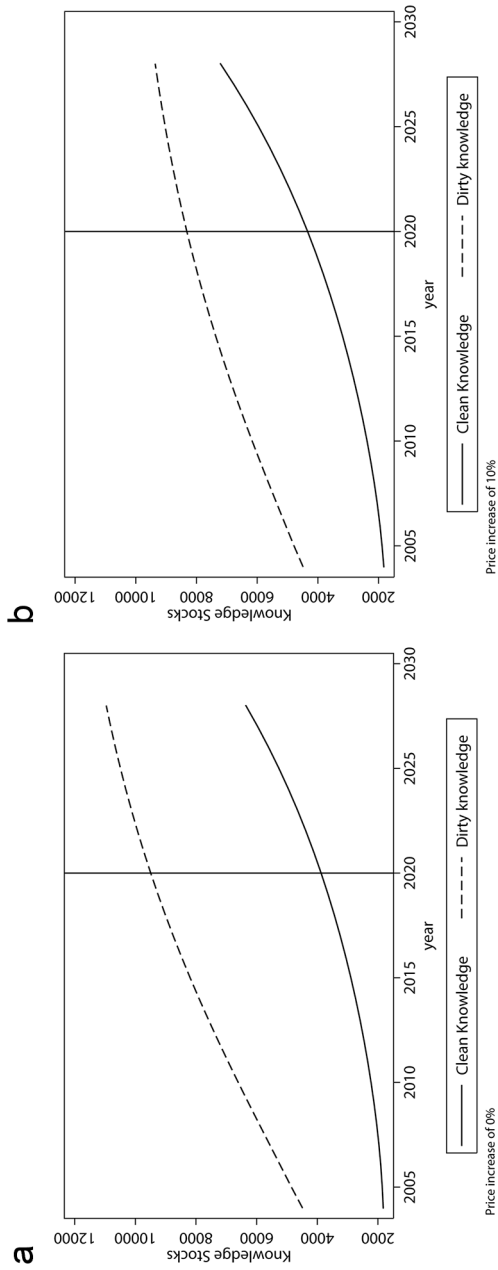 a
12000
10000
8000
6000
4000
2000
Knowledge Stocks
2005
2010
2015
2020
2025
2030
year
Clean Knowledge
Dirty knowledge
Price increase of 0%
b
12000
10000
8000
6000
4000
2000
Knowledge Stocks
2005
2010
2015
2020
2025
2030
year
Clean Knowledge
Dirty knowledge
Price increase of 10%